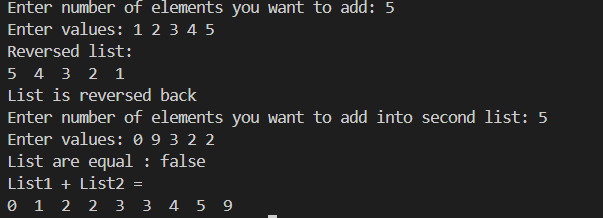 Enter number of elements you want to add: 5
Enter values: 1 2 3 4 5
Reversed list:
5  4  3  2  1
List is reversed back
Enter number of elements you want to add into second list: 5
Enter values: 0 9 3 2 2
List are equal : false
List1 + List2 =
0  1  2  2  3  3  4  5  9